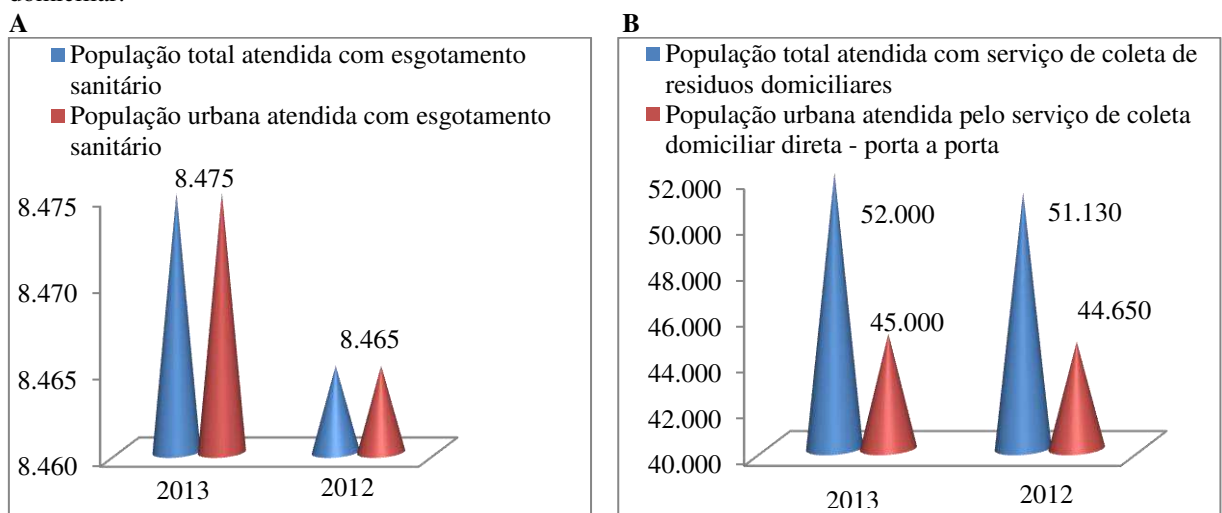 domiciliar.
A
População total atendida com esgotamento
sanitário
População urbana atendida com esgotamento
sanitário
8.475
8.475
8.470
8.465
8.465
8.460
2013
2012
B
População total atendida com serviço de coleta de
residuos domiciliares
População urbana atendida pelo serviço de coleta
domiciliar direta - porta a porta
52.000
52.000
51.130
50.000
48.000
46.000
45.000
44.650
44.000
42.000
40.000
2013
2012